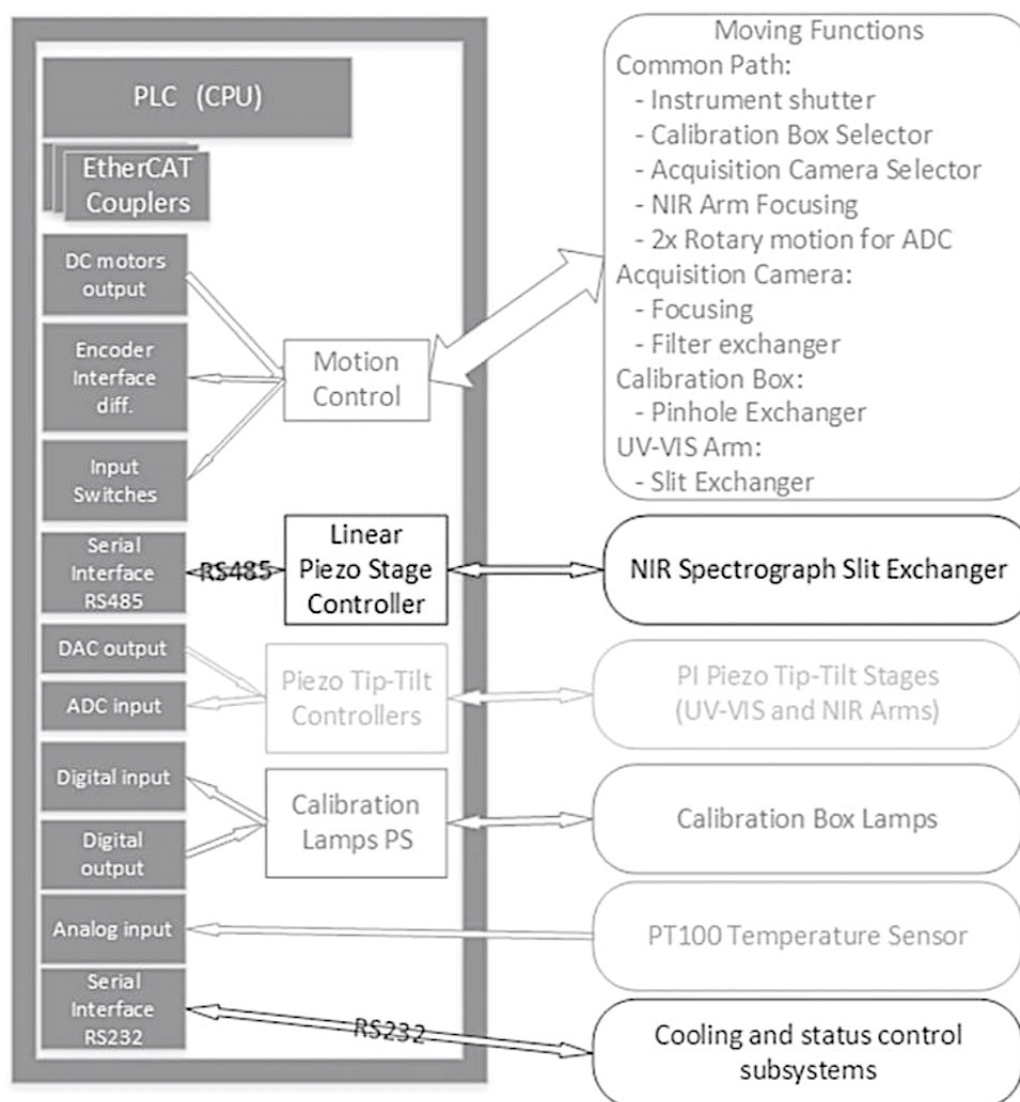 PLC (CPU)
EtherCAT
Couplers
DC motors
output
Encoder
Interface
diff.
Input
Switches
Serial
Interface
RS485
DAC output
ADC input
Digital input
Digital
output
Analog input
Serial
Interface
RS232
Motion
Control
RS485
Linear
Piezo Stage
Controller
Piezo Tip-Tilt
Controllers
Calibration
Lamps PS
RS232
Moving Functions
Common Path:
- Instrument shutter
- Calibration Box Selector
- Acquisition Camera Selector
- NIR Arm Focusing
- 2x Rotary motion for ADC
Acquisition Camera:
- Focusing
- Filter exchanger
Calibration Box:
- Pinhole Exchanger
UV-VIS Arm:
- Slit Exchanger
NIR Spectrograph Slit Exchanger
PI Piezo Tip-Tilt Stages
(UV-VIS and NIR Arms)
Calibration Box Lamps
PT100 Temperature Sensor
Cooling and status control
subsystems